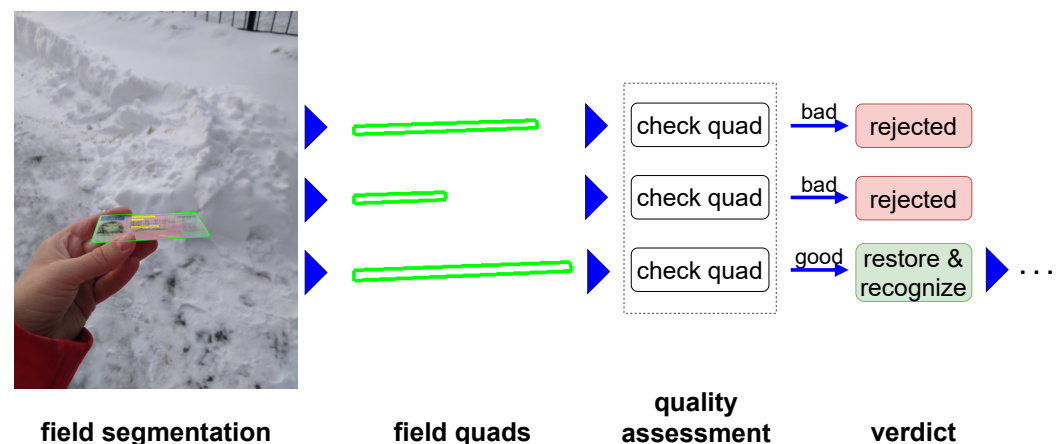 check quad
bad
rejected
check quad
bad
rejected
check quad
good
restore &
recognize
. . .
field segmentation
field quads
quality
assessment
verdict